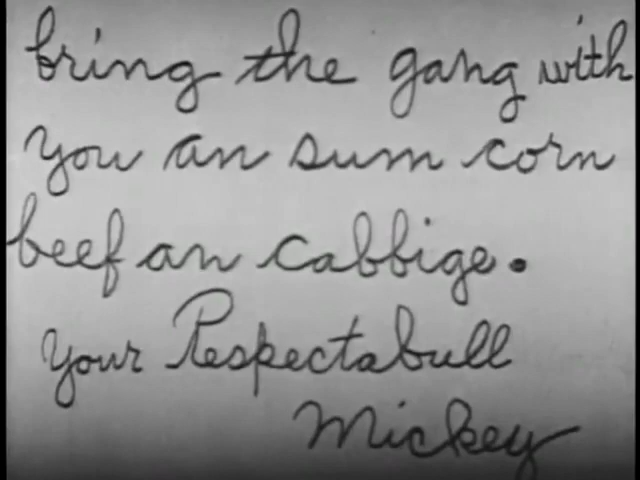 bring the gang with
you an sum corn
beef an cabbige.
your Respectabull
Mickey